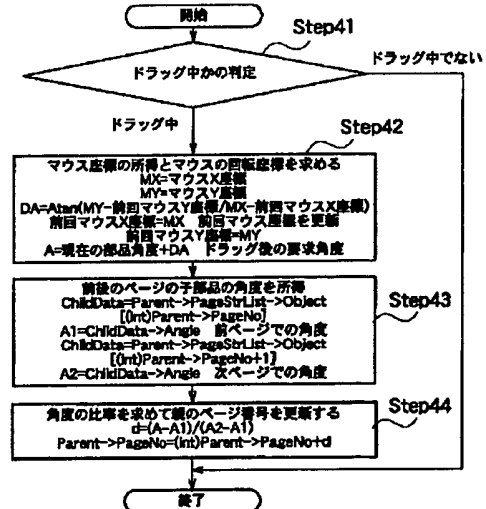 開始
Step41
ドラッグ中かの判定
ドラッグ中でない
ドラッグ中
Step42
マウス座標の所得とマウスの回転座標を求める
MX=マウスX座標
MY=マウスY座標
DA=Atan(MY-前回マウスY座標/MX-前回マウスX座標)
前回マウスX座標=MX 前回マウス座標を更新
前回マウスY座標=MY
A=現在の部品角度+DA ドラッグ後の要求角度
Step43
前後のページの子部品の角度を所得
ChildData=Parent->PageStrList->Object
[(int)Parent->PageNo]
A1=ChildData->Angle 前ページでの角度
ChildData=Parent->PageStrList->Object
[(int)Parent->PageNo+1]
A2=ChildData->Angle 次ページでの角度
Step44
角度の比率を求めて親のページ番号を更新する
d=(A-A1)/(A2-A1)
Parent->PageNo=(int)Parent->PageNo+d
終了